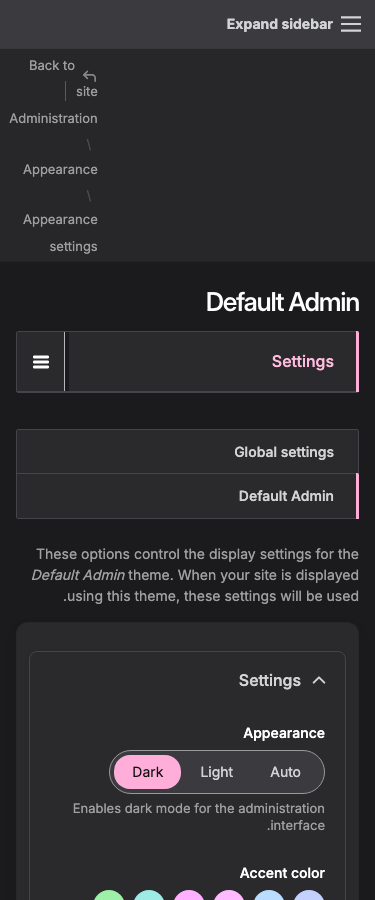 Expand sidebar
Back to
site
Administration
\
Appearance
\
Appearance
settings
Default Admin
Settings
Global settings
Default Admin
These options control the display settings for the
Default Admin theme. When your site is displayed
.using this theme, these settings will be used
Settings
Appearance
Dark Light Auto
Enables dark mode for the administration
.interface
Accent color